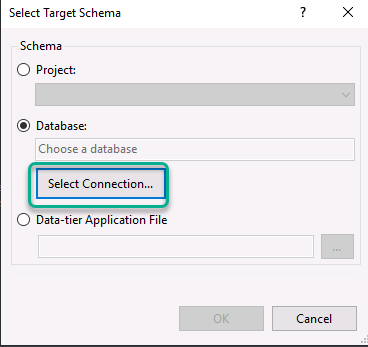 Select Target Schema
Schema
Project:
Database:
Choose a database
Select Connection...
Data-tier Application File
...
OK
Cancel